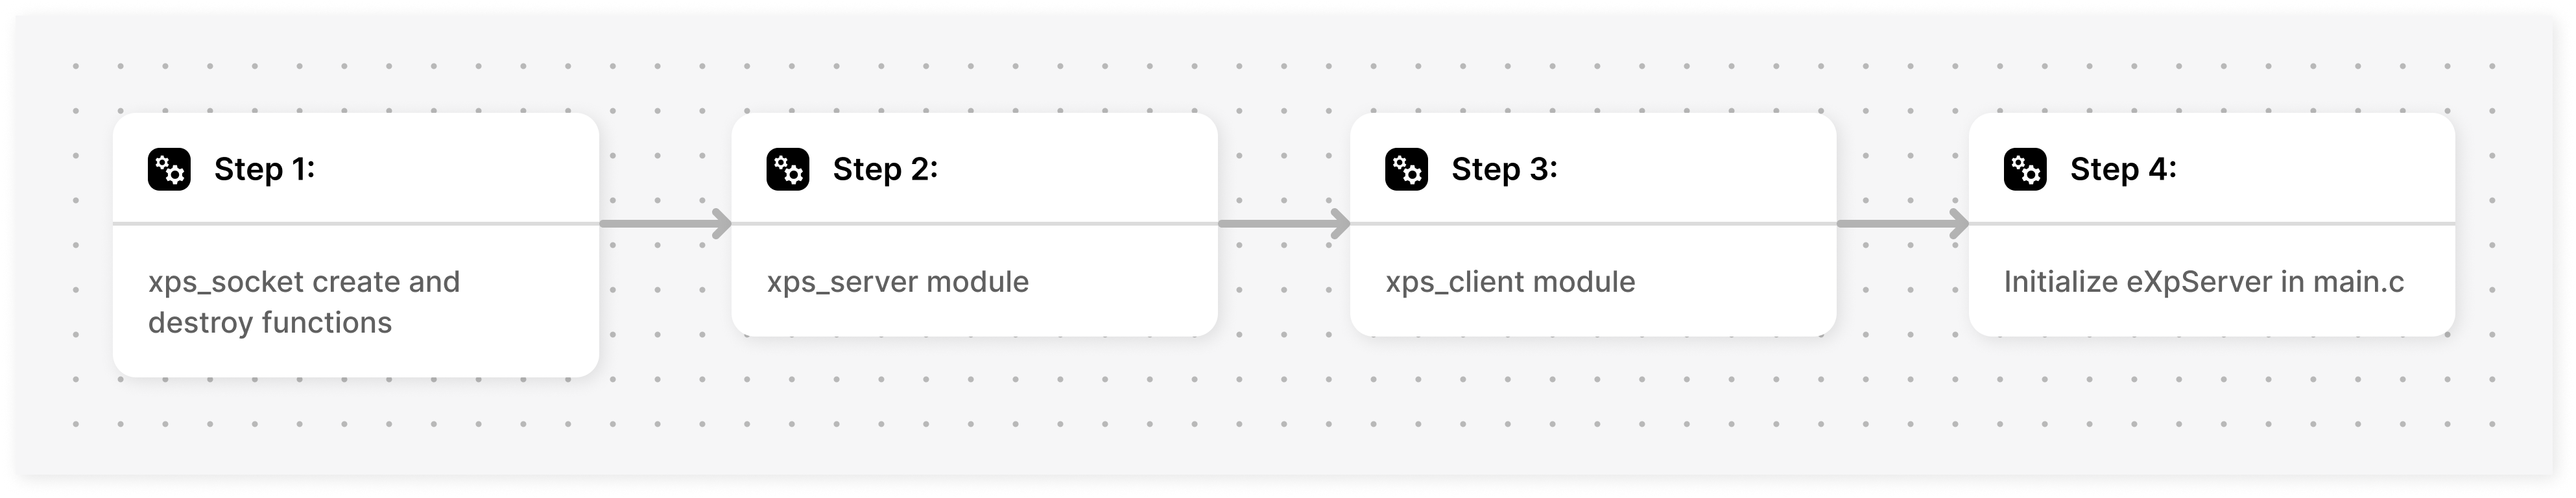 Step 1:
xps_socket create and
destroy functions
Step 2:
xps_server module
Step 3:
xps_client module
Step 4:
Initialize eXpServer in main.c